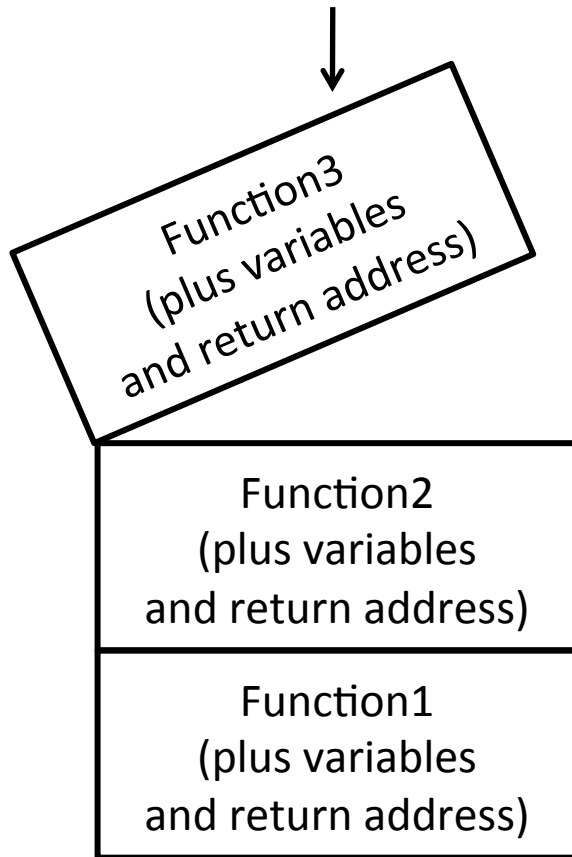 Function3
(plus variables
and return address)
Function2
(plus variables
and return address)
Function1
(plus variables
and return address)